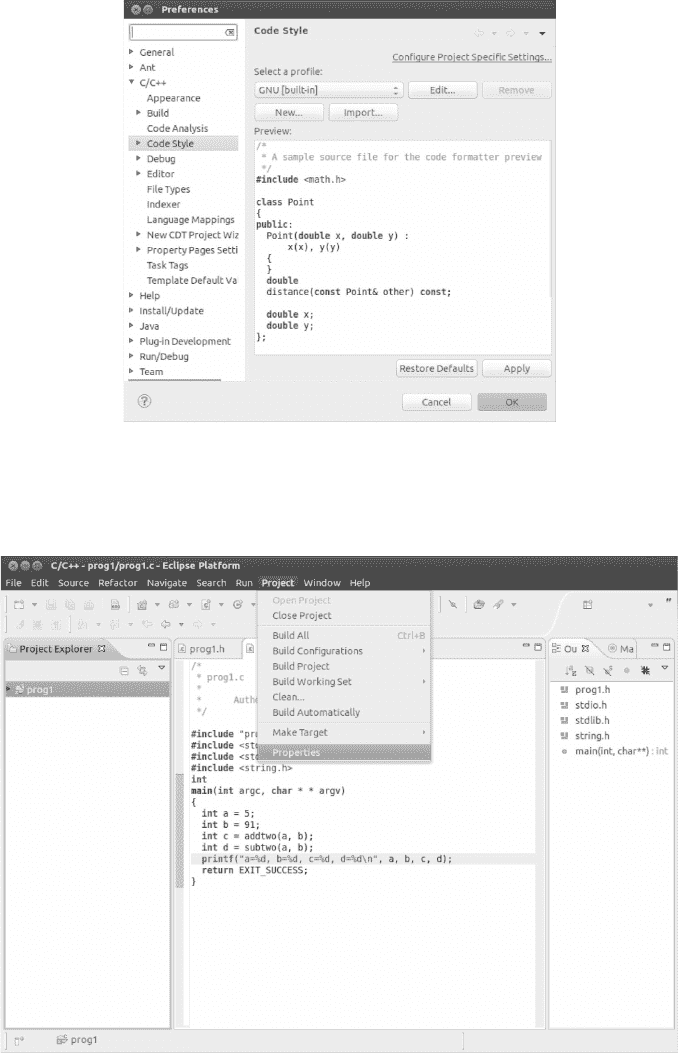 Preferences
General
Ant
C/C++
Appearance
Build
Code Analysis
Code Style
Debug
Editor
File Types
Indexer
Language Mappings
New CDT Project Wiz
Property Pages Setti
Task Tags
Template Default Va
Help
Install/Update
Java
Plug-in Development
Run/Debug
Team
Code Style
Configure Project Specific Settings...
Select a profile:
GNU [built-in]
Edit...
Remove
New...
Import...
Preview:
/*
* A sample source file for the code formatter preview
*/
#include <math.h>
class Point
{
public:
Point(double x, double y) :
x(x), y(y)
{
}
double
distance(const Point& other) const;
double x;
double y;
};
Restore Defaults
Apply
Cancel
OK
C/C++ - prog1/prog1.c - Eclipse Platform
File Edit Source Refactor Navigate Search Run Project Window Help
Open Project
Close Project
Build All Ctrl+B
Build Configurations
Build Project
Build Working Set
Clean...
Build Automatically
Make Target
Properties
Project Explorer
prog1
prog1.h
/*
* prog1.c
*
* Autho
*/
#include "pr
#include <st
#include <st
#include <string.h>
int
main(int argc, char * * argv)
{
int a = 5;
int b = 91;
int c = addtwo(a, b);
int d = subtwo(a, b);
printf("a=%d, b=%d, c=%d, d=%d\n", a, b, c, d);
return EXIT_SUCCESS;
}
Ou
Ma
prog1.h
stdio.h
stdlib.h
string.h
main(int, char**) : int
prog1